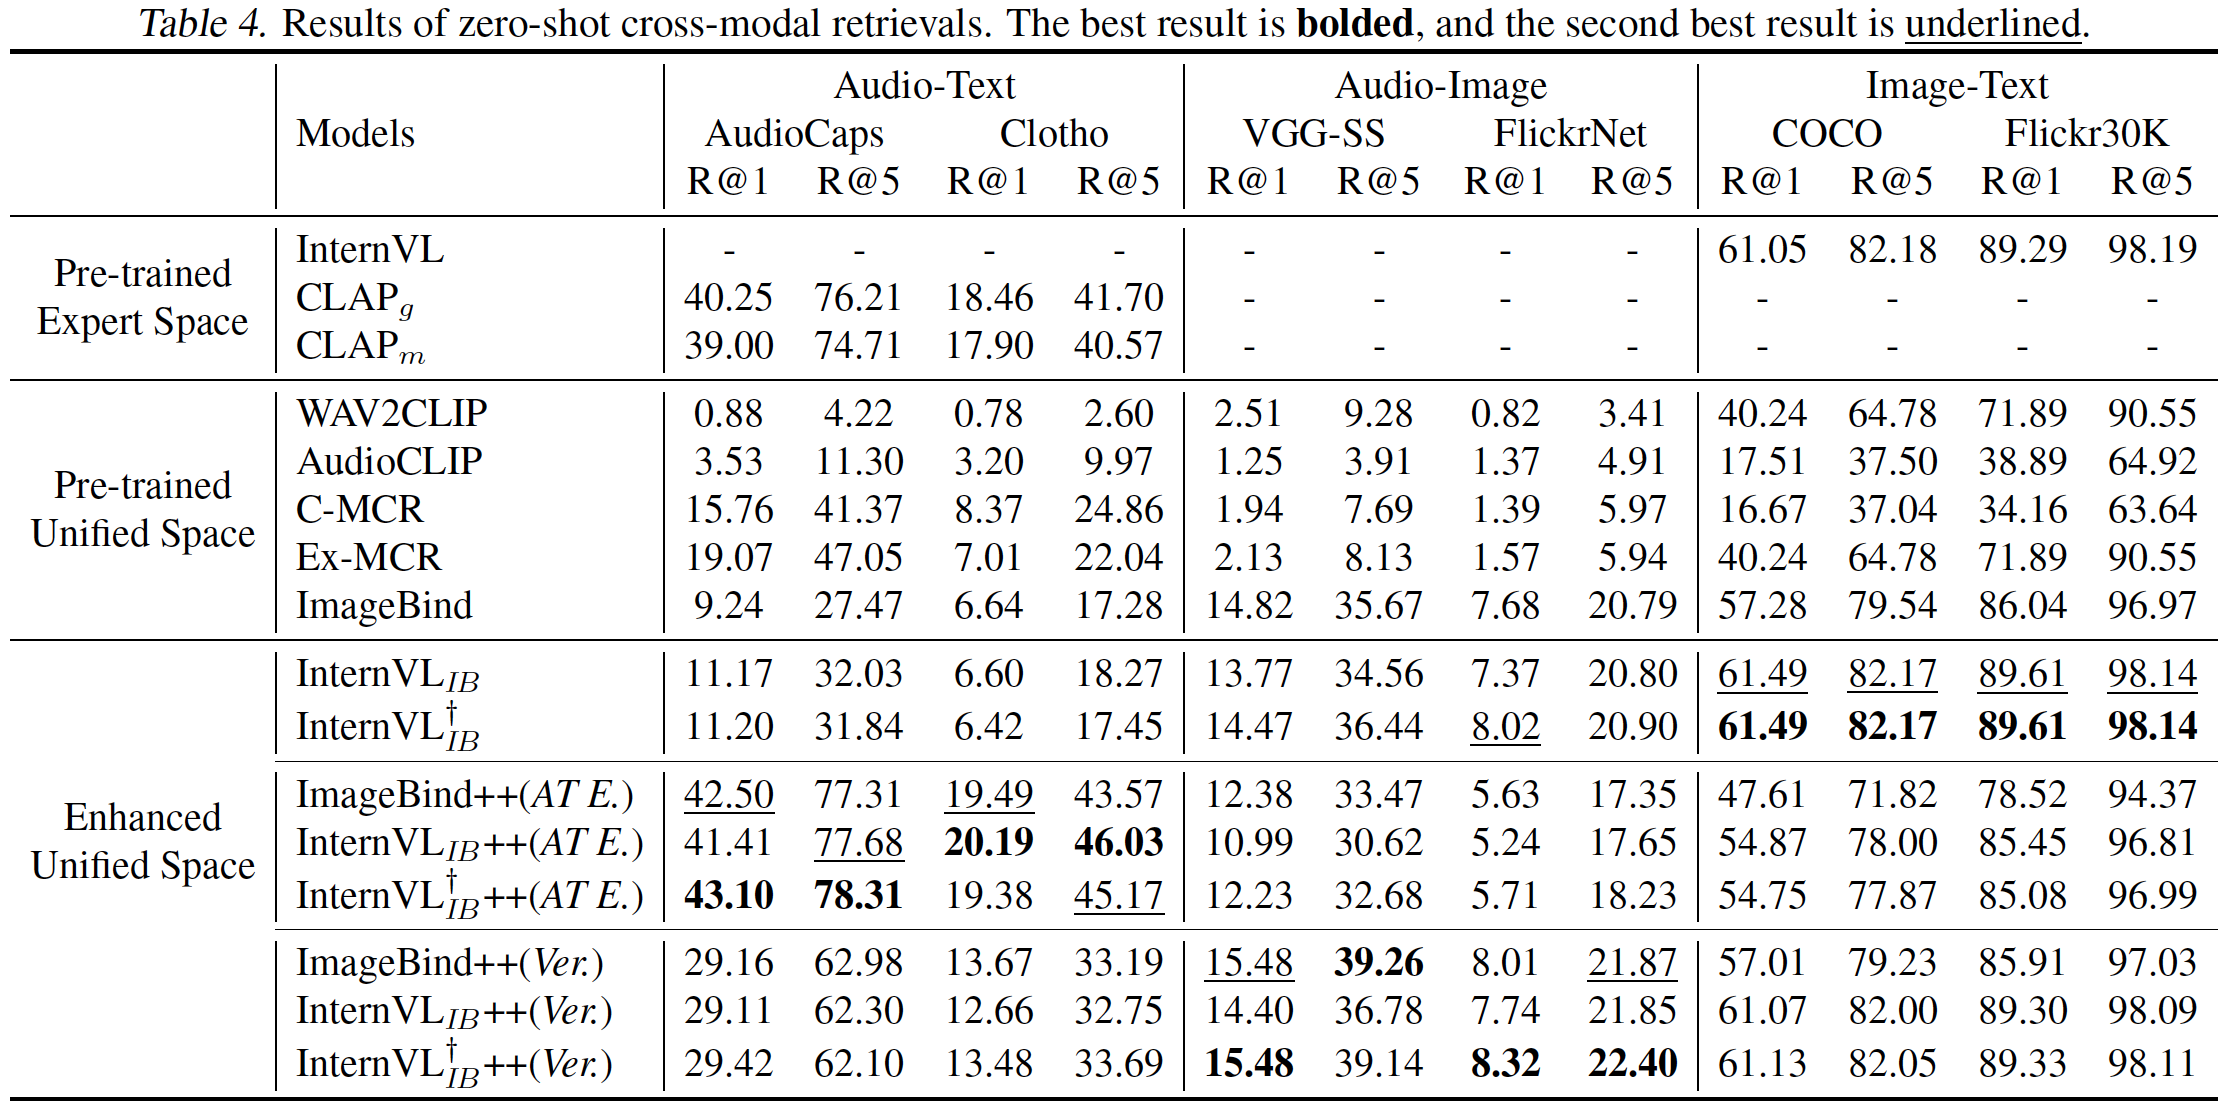 Table 4. Results of zero-shot cross-modal retrievals. The best result is bolded, and the second best result is underlined.
Audio-Text Audio-Image Image-Text
Models AudioCaps Clotho VGG-SS FlickrNet COCO Flickr30K
R@1 R@5 R@1 R@5 R@1 R@5 R@1 R@5 R@1 R@5 R@1 R@5
Pre-trained Expert Space
InternVL - - - - - - - - 61.05 82.18 89.29 98.19
CLAPg 40.25 76.21 18.46 41.70 - - - - - - - -
CLAPm 39.00 74.71 17.90 40.57 - - - - - - - -
Pre-trained Unified Space
WAV2CLIP 0.88 4.22 0.78 2.60 2.51 9.28 0.82 3.41 40.24 64.78 71.89 90.55
AudioCLIP 3.53 11.30 3.20 9.97 1.25 3.91 1.37 4.91 17.51 37.50 38.89 64.92
C-MCR 15.76 41.37 8.37 24.86 1.94 7.69 1.39 5.97 16.67 37.04 34.16 63.64
Ex-MCR 19.07 47.05 7.01 22.04 2.13 8.13 1.57 5.94 40.24 64.78 71.89 90.55
ImageBind 9.24 27.47 6.64 17.28 14.82 35.67 7.68 20.79 57.28 79.54 86.04 96.97
Enhanced Unified Space
InternVLIB 11.17 32.03 6.60 18.27 13.77 34.56 7.37 20.80 61.49 82.17 89.61 98.14
InternVL†IB 11.20 31.84 6.42 17.45 14.47 36.44 8.02 20.90 61.49 82.17 89.61 98.14
ImageBind++(AT E.) 42.50 77.31 19.49 43.57 12.38 33.47 5.63 17.35 47.61 71.82 78.52 94.37
InternVLIB++(AT E.) 41.41 77.68 20.19 46.03 10.99 30.62 5.24 17.65 54.87 78.00 85.45 96.81
InternVL†IB++(AT E.) 43.10 78.31 19.38 45.17 12.23 32.68 5.71 18.23 54.75 77.87 85.08 96.99
ImageBind++(Ver.) 29.16 62.98 13.67 33.19 15.48 39.26 8.01 21.87 57.01 79.23 85.91 97.03
InternVLIB++(Ver.) 29.11 62.30 12.66 32.75 14.40 36.78 7.74 21.85 61.07 82.00 89.30 98.09
InternVL†IB++(Ver.) 29.42 62.10 13.48 33.69 15.48 39.14 8.32 22.40 61.13 82.05 89.33 98.11